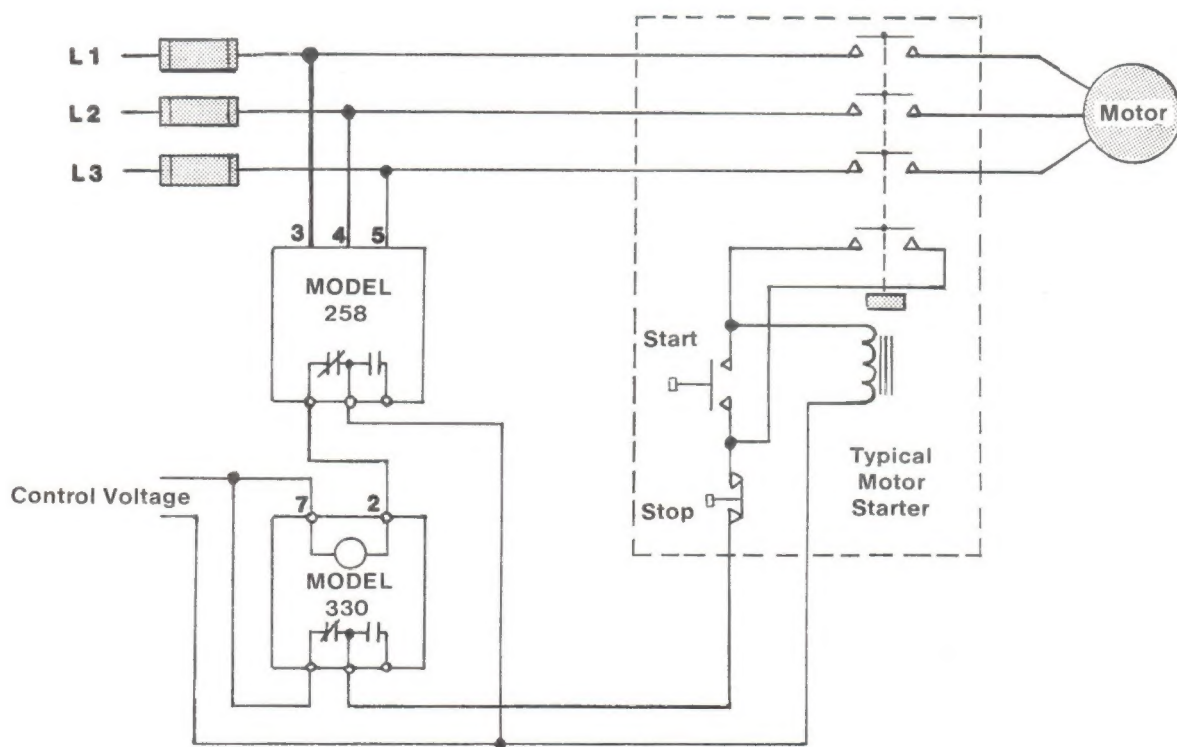 L1
L2
L3
Motor
3 4 5
MODEL
258
Start
Typical
Motor
Starter
Control Voltage
7 2
Stop
MODEL
330